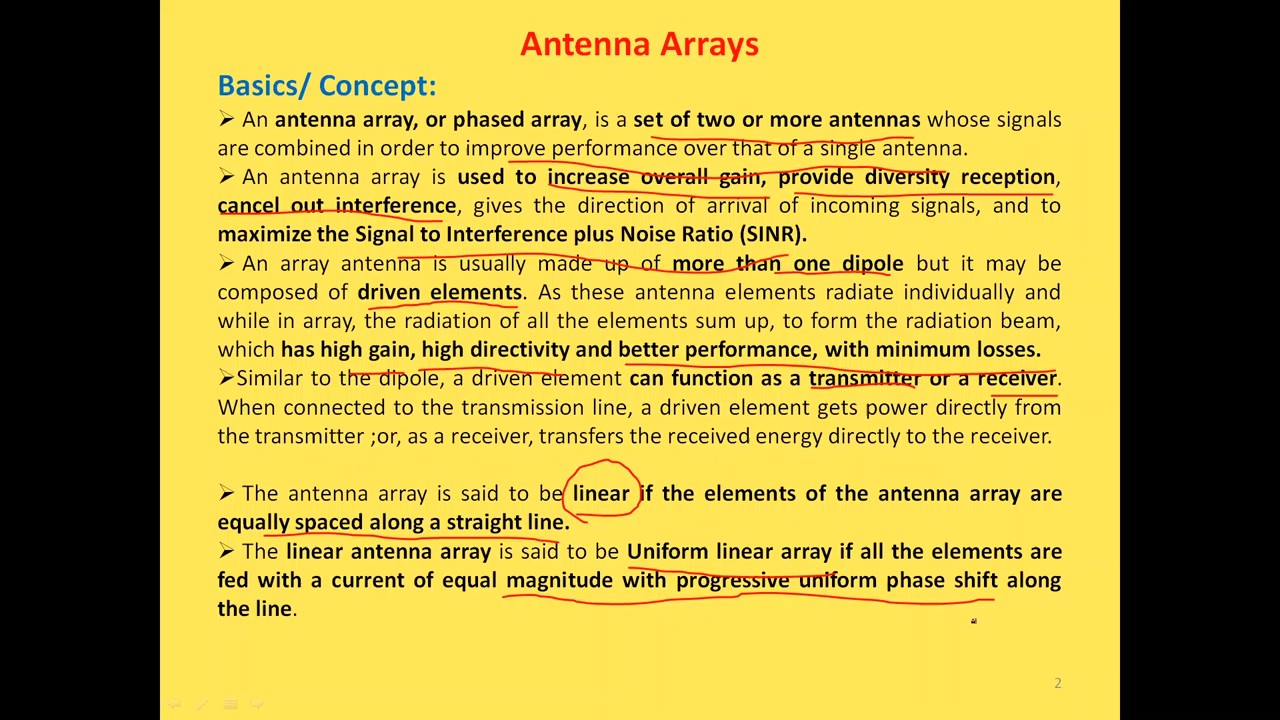 Antenna Arrays
Basics/ Concept:
➢ An antenna array, or phased array, is a set of two or more antennas whose signals
are combined in order to improve performance over that of a single antenna.
➢ An antenna array is used to increase overall gain, provide diversity reception,
cancel out interference, gives the direction of arrival of incoming signals, and to
maximize the Signal to Interference plus Noise Ratio (SINR).
➢ An array antenna is usually made up of more than one dipole but it may be
composed of driven elements. As these antenna elements radiate individually and
while in array, the radiation of all the elements sum up, to form the radiation beam,
which has high gain, high directivity and better performance, with minimum losses.
➢Similar to the dipole, a driven element can function as a transmitter or a receiver.
When connected to the transmission line, a driven element gets power directly from
the transmitter ;or, as a receiver, transfers the received energy directly to the receiver.
➢ The antenna array is said to be linear if the elements of the antenna array are
equally spaced along a straight line.
➢ The linear antenna array is said to be Uniform linear array if all the elements are
fed with a current of equal magnitude with progressive uniform phase shift along
the line.
2